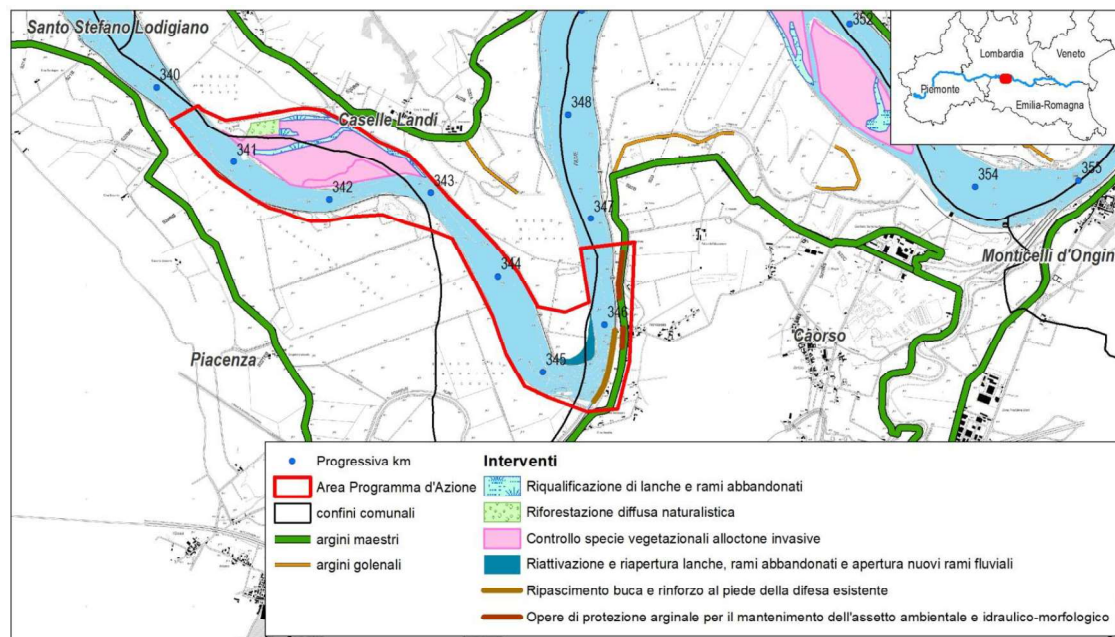 Santo Stefano Lodigiano
340
341
342
343
344
345
346
347
348
352
354
355
Caselle Landi
Piacenza
Caorso
Monticelli d'Ongin
Lombardia
Veneto
Piemonte
Emilia-Romagna
Progressiva km
Area Programma d'Azione
confini comunali
argini maestri
argini golenali
Interventi
Riqualificazione di lanche e rami abbandonati
Riforestazione diffusa naturalistica
Controllo specie vegetazionali alloctone invasive
Riattivazione e riapertura lanche, rami abbandonati e apertura nuovi rami fluviali
Ripascimento buca e rinforzo al piede della difesa esistente
Opere di protezione arginale per il mantenimento dell'assetto ambientale e idraulico-morfologico